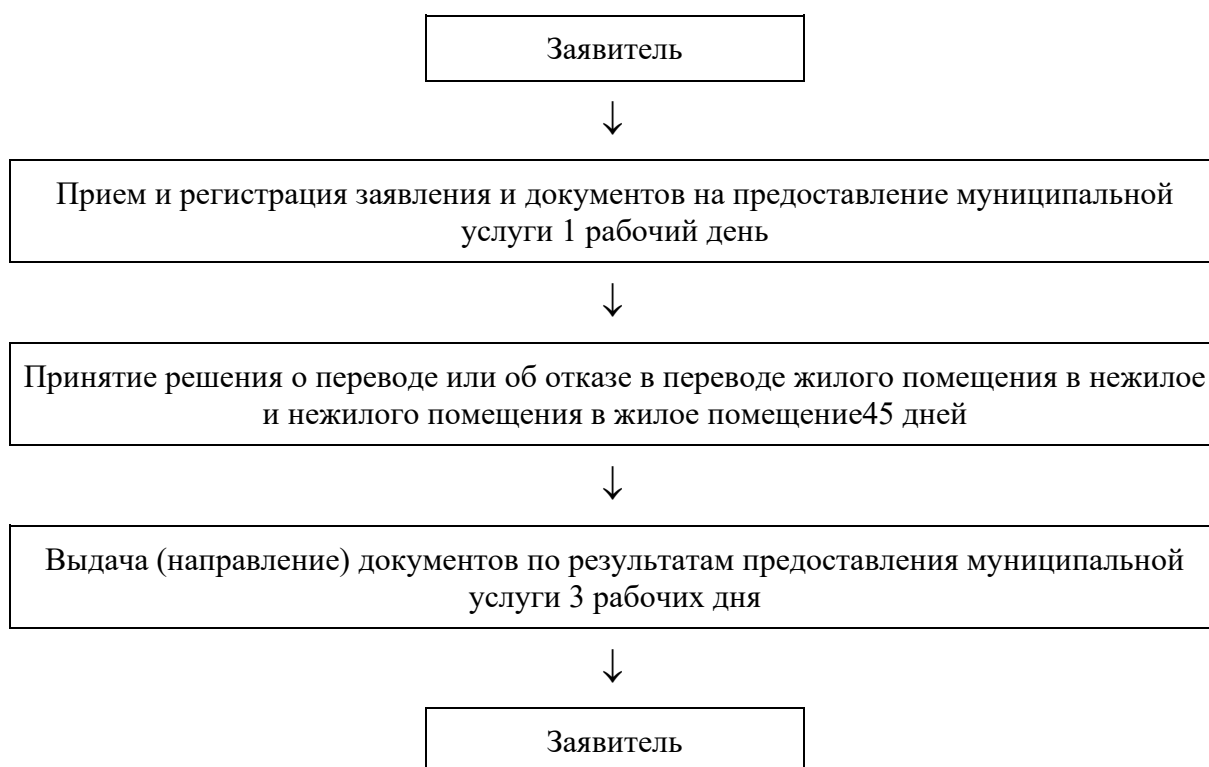 Заявитель
↓
Прием и регистрация заявления и документов на предоставление муниципальной
услуги 1 рабочий день
↓
Принятие решения о переводе или об отказе в переводе жилого помещения в нежилое
и нежилого помещения в жилое помещение45 дней
↓
Выдача (направление) документов по результатам предоставления муниципальной
услуги 3 рабочих дня
↓
Заявитель